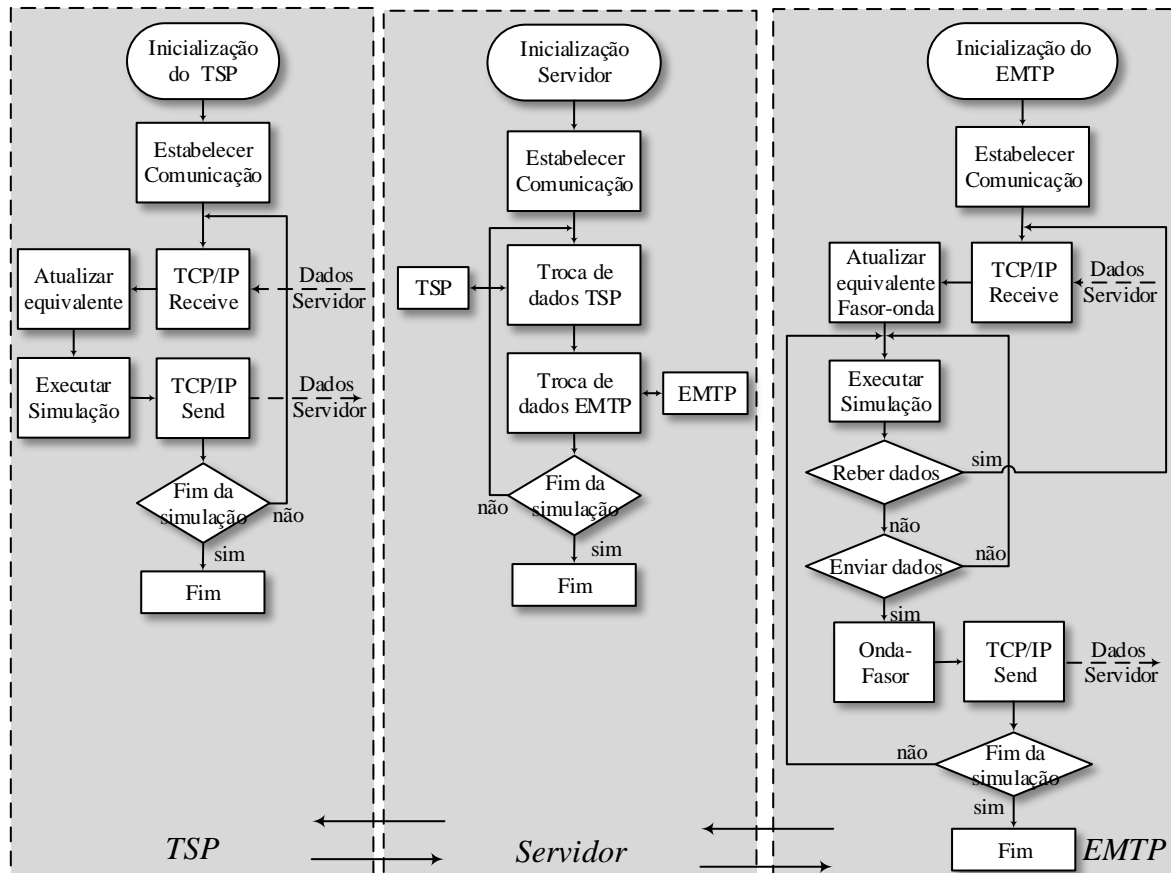 Inicialização
do TSP
Estabelecer
Comunicação
TCP/IP
Receive
Dados
Servidor
Atualizar
equivalente
Executar
Simulação
TCP/IP
Send
Dados
Servidor
Fim da
simulação
não
sim
Fim
TSP
Inicialização
Servidor
Estabelecer
Comunicação
TSP
Troca de
dados TSP
Troca de
dados EMTP
EMTP
Fim da
simulação
não
sim
Fim
Servidor
Inicialização do
EMTP
Estabelecer
Comunicação
Atualizar
equivalente
Fasor-onda
TCP/IP
Receive
Dados
Servidor
Executar
Simulação
Reber dados
sim
não
Enviar dados
não
sim
Onda-
Fasor
TCP/IP
Send
Dados
Servidor
não
Fim da
simulação
sim
Fim
EMTP